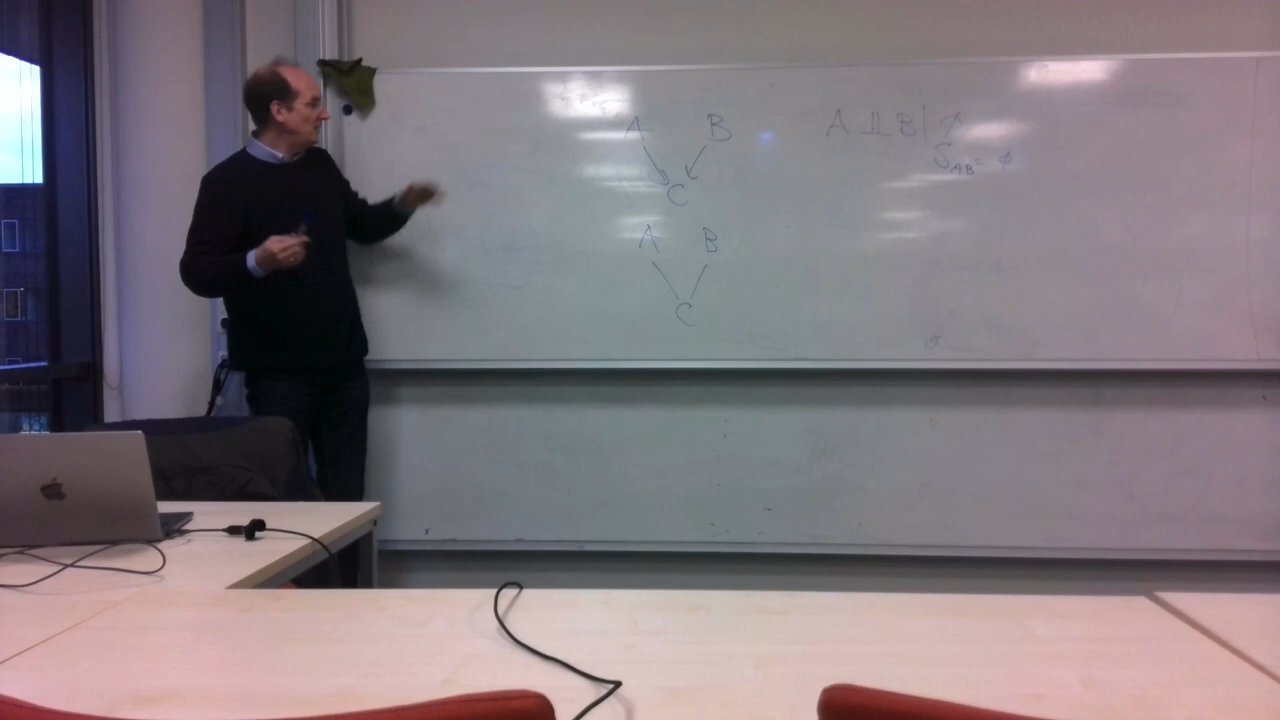 A B A ⫫ B | ∅
S_AB = ∅
C
A B
C
σ